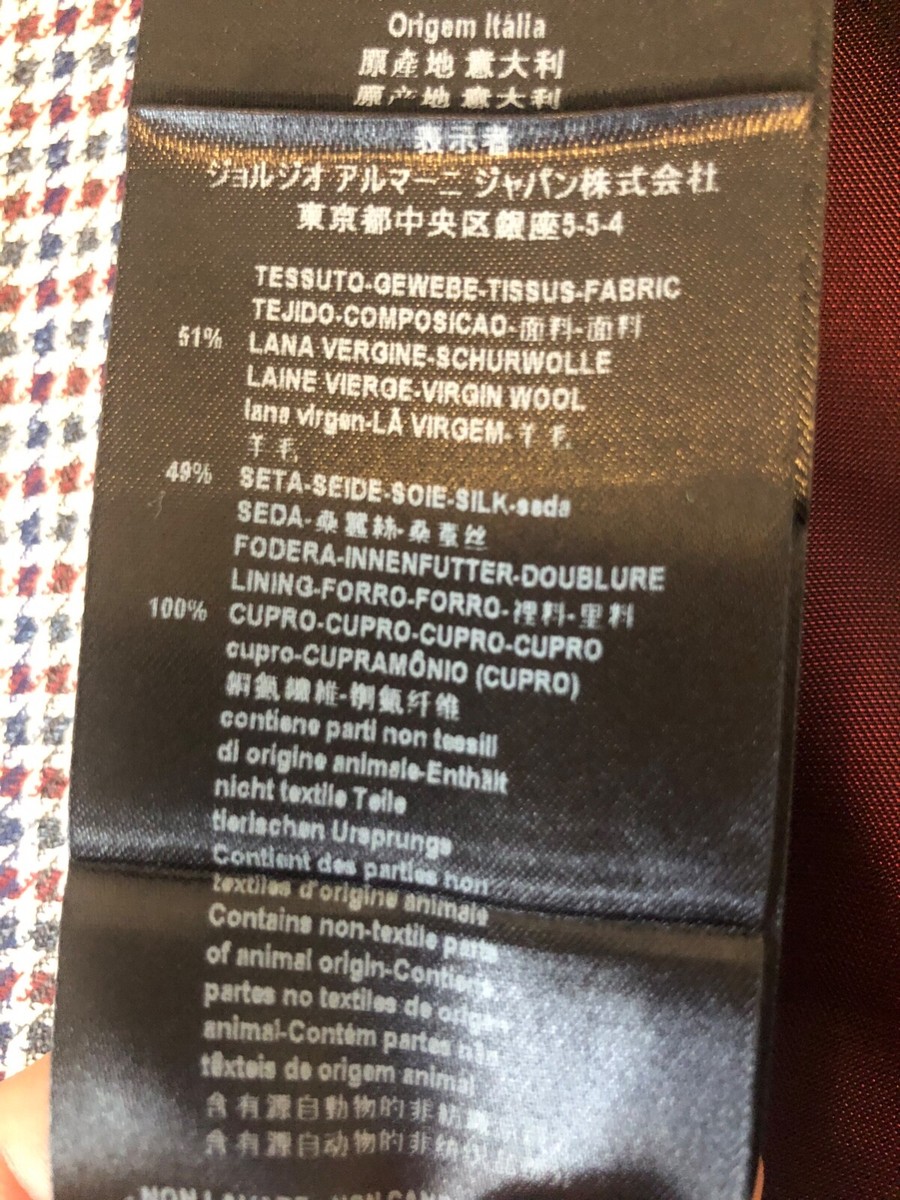 Origem Itália
原產地 意大利
原产地 意大利
表示者
ジョルジオ アルマーニ ジャパン株式会社
東京都中央区銀座5-5-4
TESSUTO-GEWEBE-TISSUS-FABRIC
TEJIDO-COMPOSICAO-面料-面料
51% LANA VERGINE-SCHURWOLLE
LAINE VIERGE-VIRGIN WOOL
lana virgen-LÃ VIRGEM-羊毛
羊毛
49% SETA-SEIDE-SOIE-SILK-seda
SEDA-桑蠶絲-桑蚕丝
FODERA-INNENFUTTER-DOUBLURE
LINING-FORRO-FORRO-裡料-里料
100% CUPRO-CUPRO-CUPRO-CUPRO
cupro-CUPRAMÔNIO (CUPRO)
銅氨纖維-铜氨纤维
contiene parti non tessili
di origine animale-Enthält
nicht textile Teile
tierischen Ursprungs
Contient des parties non
textiles d'origine animale
Contains non-textile parts
of animal origin-Contiene
partes no textiles de origen
animal-Contém partes não
têxteis de origem animal
含有源自動物的非紡
含有源自动物的非纺
NON LAVARE